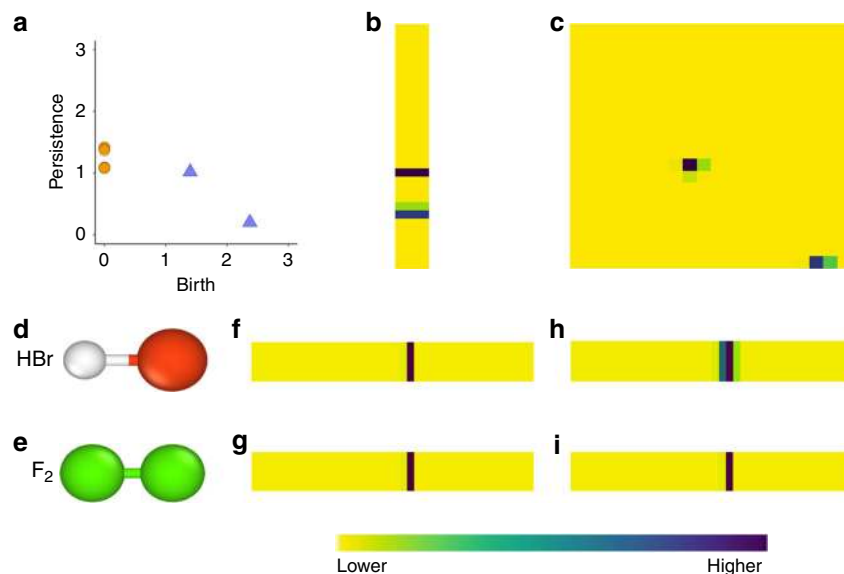 a
b
c
3
2
1
0
Persistence
0 1 2 3
Birth
d
f
h
HBr
e
g
i
F₂
Lower
Higher